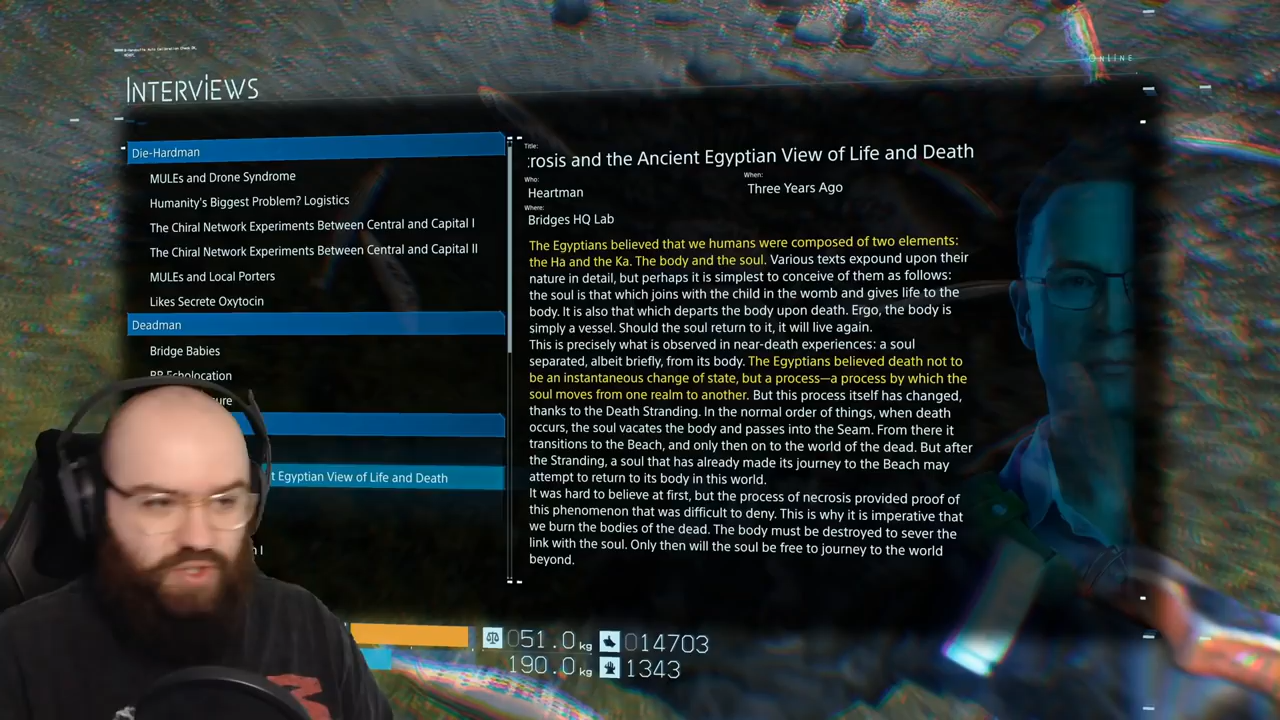 INTERVIEWS
ONLINE
Die-Hardman
MULEs and Drone Syndrome
Humanity's Biggest Problem? Logistics
The Chiral Network Experiments Between Central and Capital I
The Chiral Network Experiments Between Central and Capital II
MULEs and Local Porters
Likes Secrete Oxytocin
Deadman
Bridge Babies
BB Echolocation
ure
t Egyptian View of Life and Death
n I
Title:
rosis and the Ancient Egyptian View of Life and Death
Who:
Heartman
When:
Three Years Ago
Where:
Bridges HQ Lab
The Egyptians believed that we humans were composed of two elements:
the Ha and the Ka. The body and the soul. Various texts expound upon their
nature in detail, but perhaps it is simplest to conceive of them as follows:
the soul is that which joins with the child in the womb and gives life to the
body. It is also that which departs the body upon death. Ergo, the body is
simply a vessel. Should the soul return to it, it will live again.
This is precisely what is observed in near-death experiences: a soul
separated, albeit briefly, from its body. The Egyptians believed death not to
be an instantaneous change of state, but a process—a process by which the
soul moves from one realm to another. But this process itself has changed,
thanks to the Death Stranding. In the normal order of things, when death
occurs, the soul vacates the body and passes into the Seam. From there it
transitions to the Beach, and only then on to the world of the dead. But after
the Stranding, a soul that has already made its journey to the Beach may
attempt to return to its body in this world.
It was hard to believe at first, but the process of necrosis provided proof of
this phenomenon that was difficult to deny. This is why it is imperative that
we burn the bodies of the dead. The body must be destroyed to sever the
link with the soul. Only then will the soul be free to journey to the world
beyond.
051.0 kg 014703
190.0 kg 1343